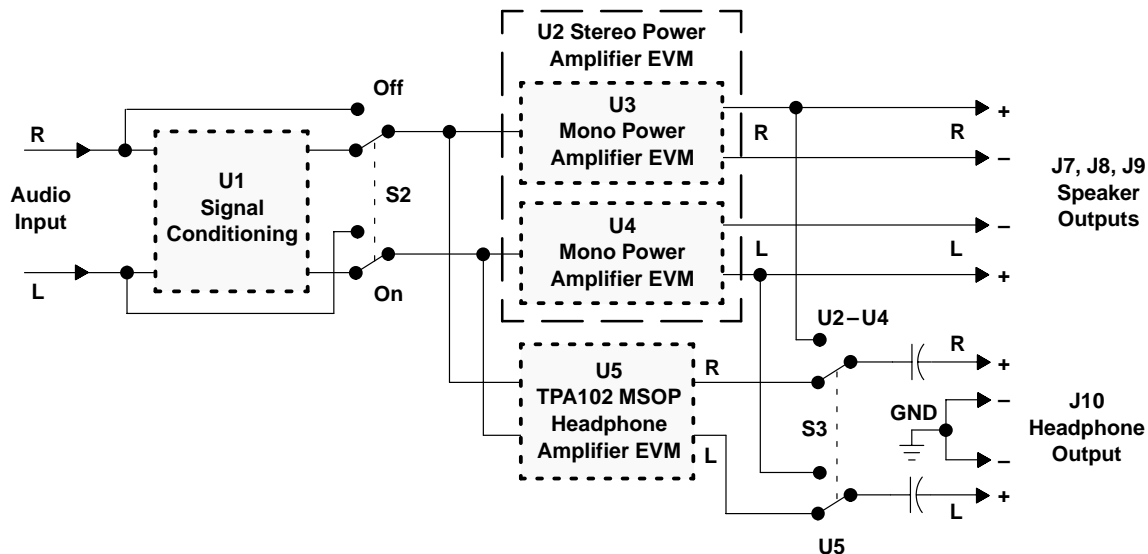 U2 Stereo Power
Amplifier EVM
Off
R
U1
Signal
Conditioning
Audio
Input
L
S2
On
U3
Mono Power
Amplifier EVM
R
+
R
–
U4
Mono Power
Amplifier EVM
–
L
L
+
J7, J8, J9
Speaker
Outputs
U5
TPA102 MSOP
Headphone
Amplifier EVM
R
L
U2–U4
S3
U5
R
+
GND
–
–
+
L
J10
Headphone
Output